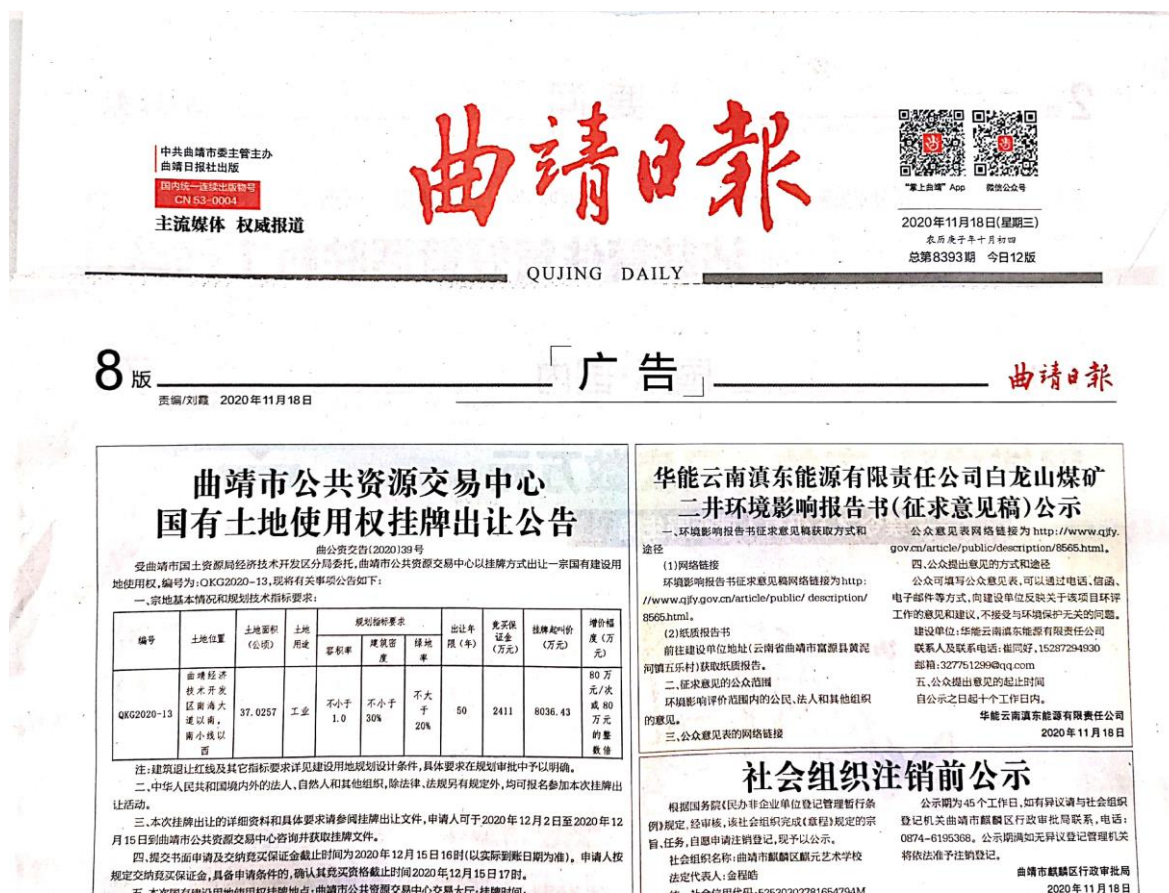 中共曲靖市委主管主办
曲靖日报社出版
国内统一连续出版物号
CN 53-0004
主流媒体 权威报道
曲靖日報
QUJING DAILY
“掌上曲靖”App 微信公众号
2020年11月18日(星期三)
农历庚子年十月初四
总第8393期 今日12版
8版
责编/刘霞 2020年11月18日
广告
曲靖日報
曲靖市公共资源交易中心
国有土地使用权挂牌出让公告
曲公资交告(2020)39号
受曲靖市国土资源局经济技术开发区分局委托,曲靖市公共资源交易中心以挂牌方式出让一宗国有建设用
地使用权,编号为:QKG2020-13,现将有关事项公告如下:
一、宗地基本情况和规划技术指标要求:
编号 土地位置 土地面积(公顷) 土地用途 规划指标要求 出让年限(年) 竞买保证金(万元) 挂牌起叫价(万元) 增价幅度(万元)
容积率 建筑密度 绿地率
QKG2020-13 曲靖经济技术开发区南海大道以南,南小线以西 37.0257 工业 不小于1.0 不小于30% 不大于20% 50 2411 8036.43 80万元/次或80万元的整数倍
注:建筑退让红线及其它指标要求详见建设用地规划设计条件,具体要求在规划审批中予以明确。
二、中华人民共和国境内外的法人、自然人和其他组织,除法律、法规另有规定外,均可报名参加本次挂牌出
让活动。
三、本次挂牌出让的详细资料和具体要求请参阅挂牌出让文件,申请人可于2020年12月2日至2020年12
月15日到曲靖市公共资源交易中心咨询并获取挂牌文件。
四、提交书面申请及交纳竞买保证金截止时间为2020年12月15日16时(以实际到账日期为准)。申请人按
规定交纳竞买保证金,具备申请条件的,确认其竞买资格截止时间2020年12月15日17时。
五、本次国有建设用地使用权挂牌地点:曲靖市公共资源交易中心交易大厅;挂牌时间:
华能云南滇东能源有限责任公司白龙山煤矿
二井环境影响报告书(征求意见稿)公示
一、环境影响报告书征求意见稿获取方式和
途径
(1)网络链接
环境影响报告书征求意见稿网络链接为http:
//www.qjfy.gov.cn/article/public/ description/
8565.html。
(2)纸质报告书
前往建设单位地址(云南省曲靖市富源县黄泥
河镇五乐村)获取纸质报告。
二、征求意见的公众范围
环境影响评价范围内的公民、法人和其他组织
的意见。
三、公众意见表的网络链接
公众意见表网络链接为http://www.qjfy.
gov.cn/article/public/description/8565.html。
四、公众提出意见的方式和途径
公众可填写公众意见表,可以通过电话、信函、
电子邮件等方式,向建设单位反映关于该项目环评
工作的意见和建议,不接受与环境保护无关的问题。
建设单位:华能云南滇东能源有限责任公司
联系人及联系电话:崔同好,15287294930
邮箱:327751299@qq.com
五、公众提出意见的起止时间
自公示之日起十个工作日内。
华能云南滇东能源有限责任公司
2020年11月18日
社会组织注销前公示
根据国务院《民办非企业单位登记管理暂行条
例》规定,经审核,该社会组织完成《章程》规定的宗
旨、任务,自愿申请注销登记,现予以公示。
社会组织名称:曲靖市麒麟区麒元艺术学校
法定代表人:金程皓
统一社会信用代码:52530302781654794M
公示期为45个工作日,如有异议请与社会组织
登记机关曲靖市麒麟区行政审批局联系,电话:
0874-6195368。公示期满如无异议登记管理机关
将依法准予注销登记。
曲靖市麒麟区行政审批局
2020年11月18日